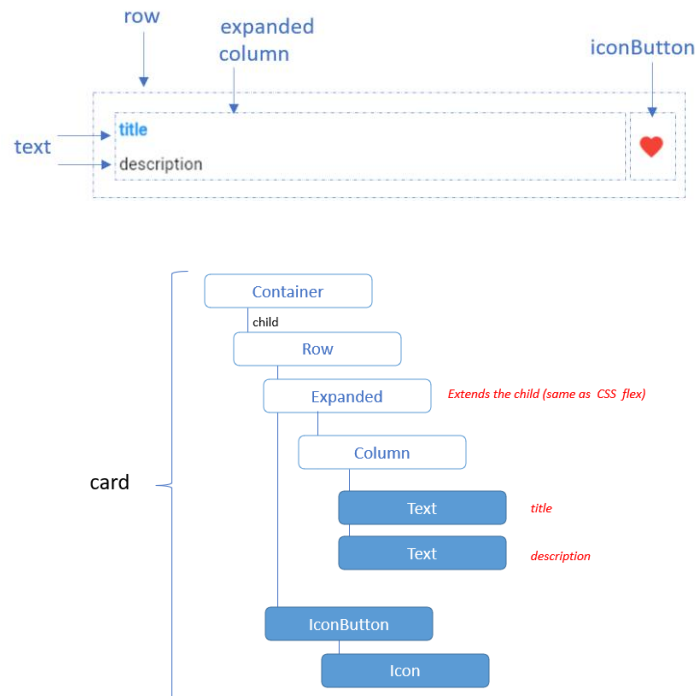 row
expanded
column
iconButton
text
title
description
Container
child
Row
Expanded
Extends the child (same as CSS flex)
Column
card
Text
title
Text
description
IconButton
Icon